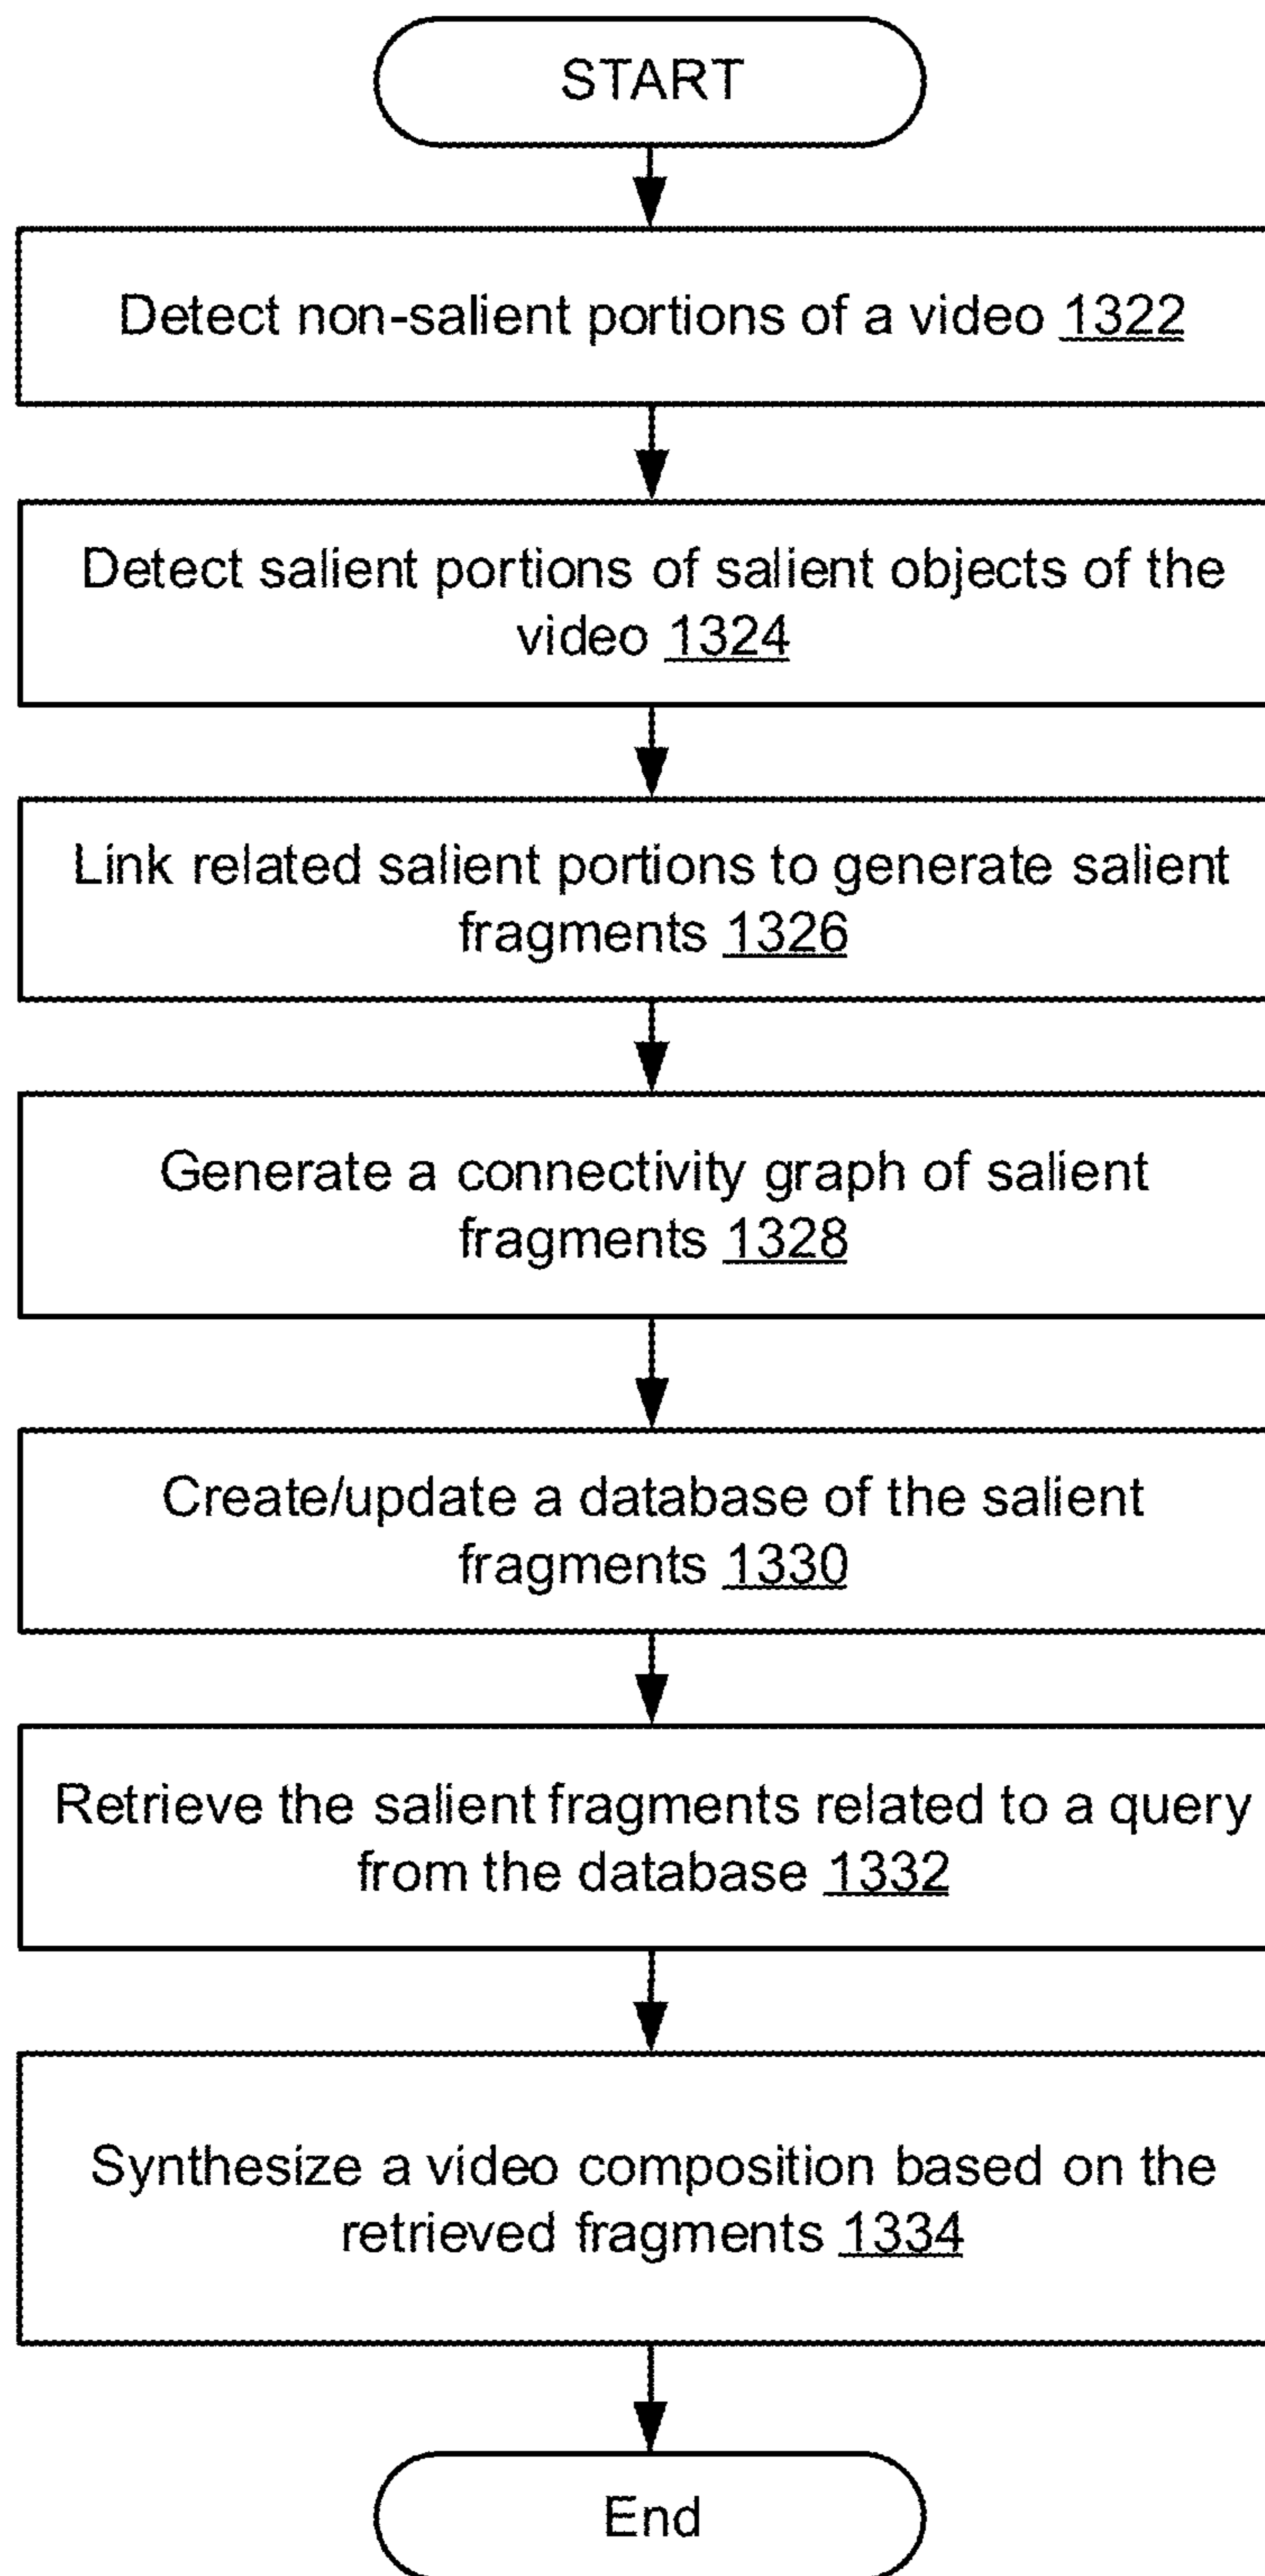 START
Detect non-salient portions of a video 1322
Detect salient portions of salient objects of the
video 1324
Link related salient portions to generate salient
fragments 1326
Generate a connectivity graph of salient
fragments 1328
Create/update a database of the salient
fragments 1330
Retrieve the salient fragments related to a query
from the database 1332
Synthesize a video composition based on the
retrieved fragments 1334
End